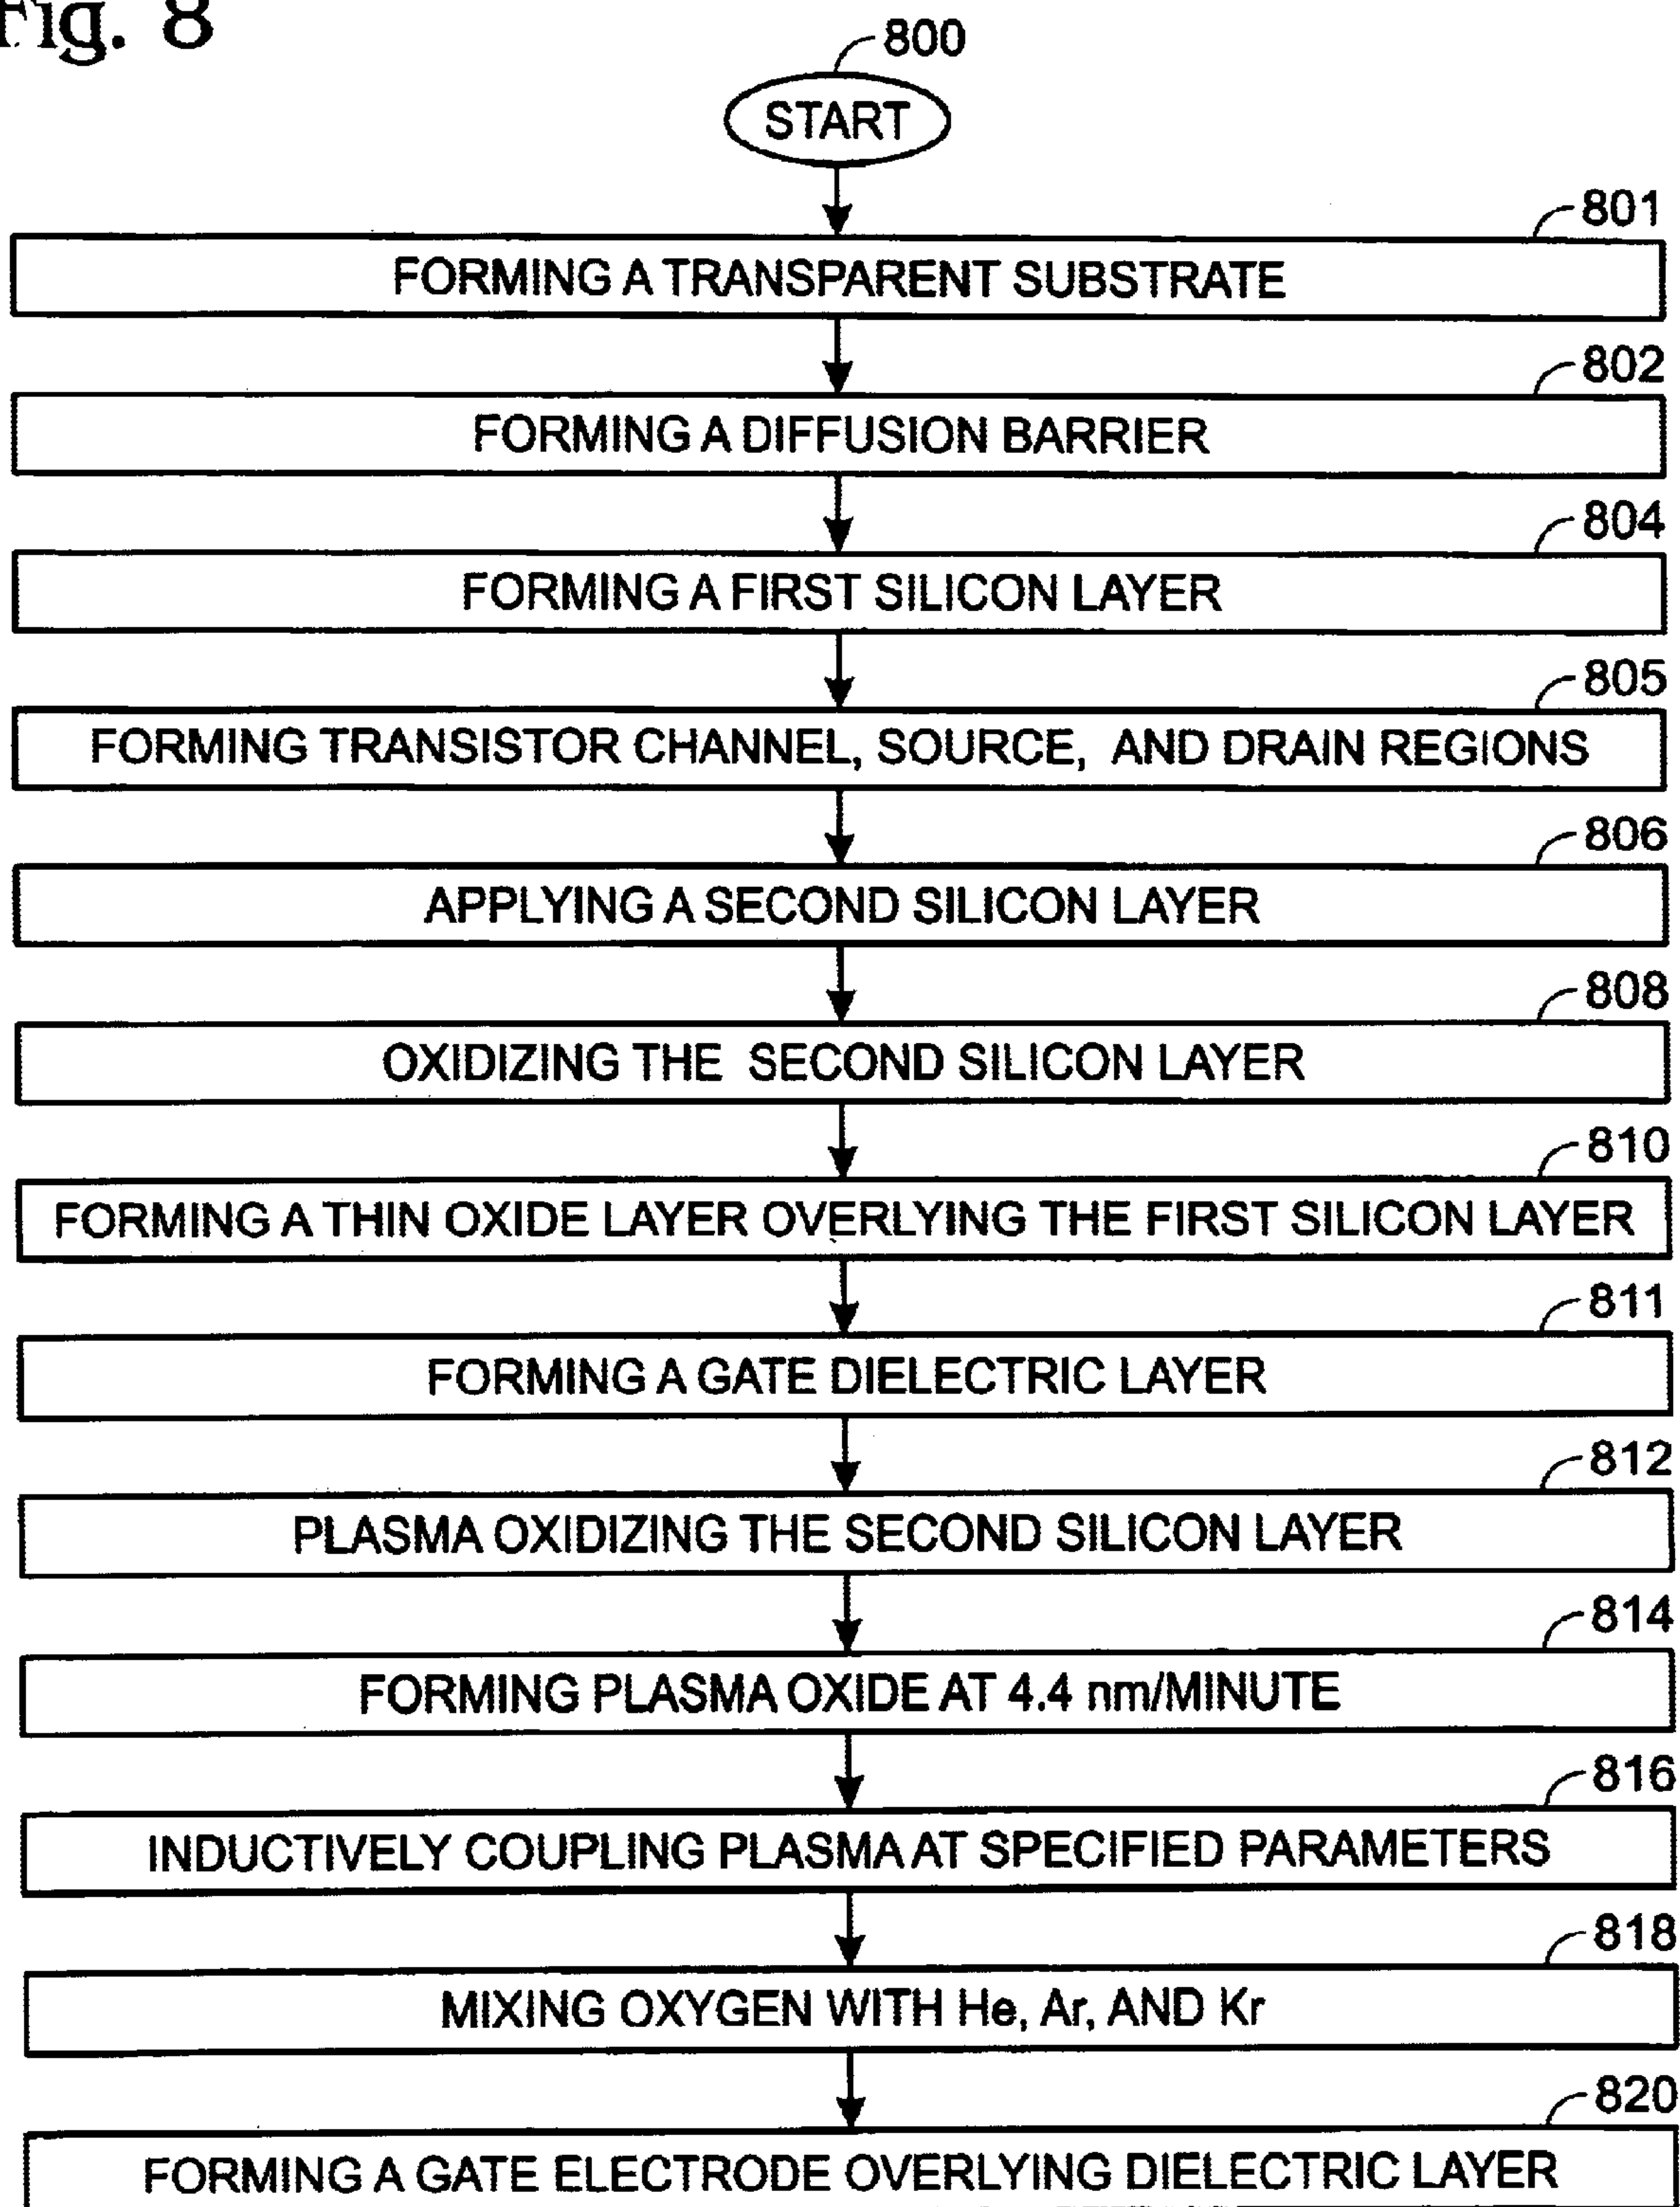 Fig. 8
800
START
801
FORMING A TRANSPARENT SUBSTRATE
802
FORMING A DIFFUSION BARRIER
804
FORMING A FIRST SILICON LAYER
805
FORMING TRANSISTOR CHANNEL, SOURCE, AND DRAIN REGIONS
806
APPLYING A SECOND SILICON LAYER
808
OXIDIZING THE SECOND SILICON LAYER
810
FORMING A THIN OXIDE LAYER OVERLYING THE FIRST SILICON LAYER
811
FORMING A GATE DIELECTRIC LAYER
812
PLASMA OXIDIZING THE SECOND SILICON LAYER
814
FORMING PLASMA OXIDE AT 4.4 nm/MINUTE
816
INDUCTIVELY COUPLING PLASMA AT SPECIFIED PARAMETERS
818
MIXING OXYGEN WITH He, Ar, AND Kr
820
FORMING A GATE ELECTRODE OVERLYING DIELECTRIC LAYER